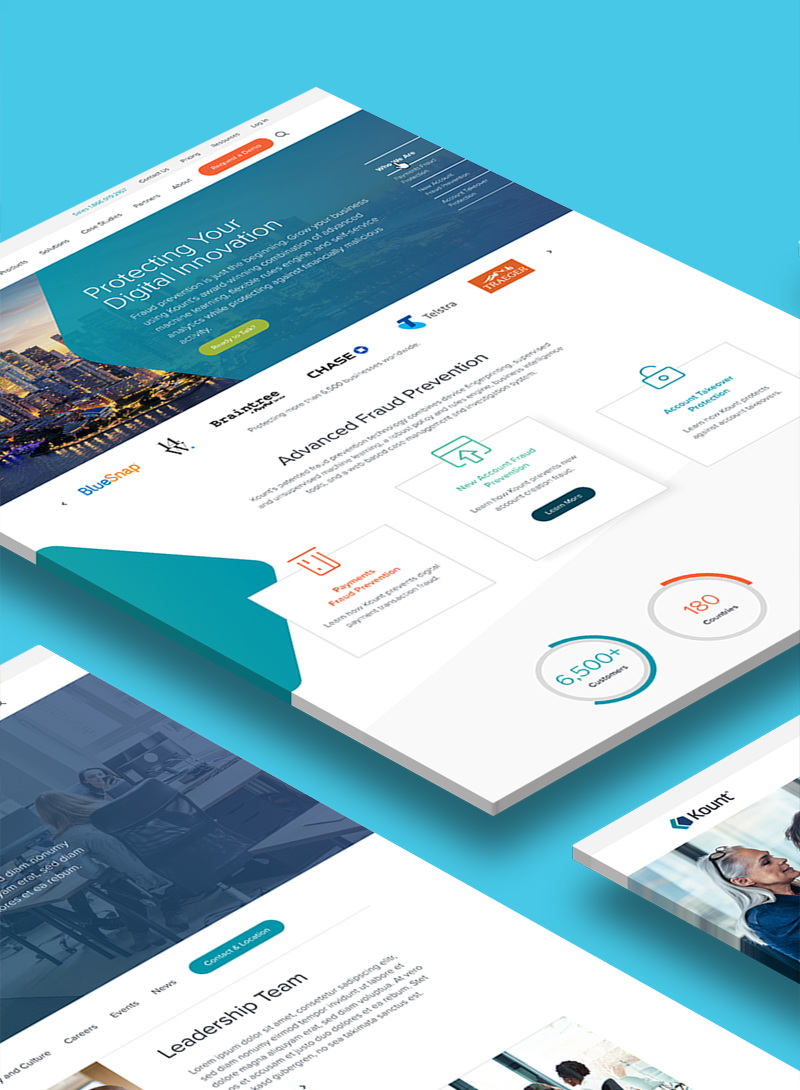 Sales 1.866.919.2167
Contact Us
Pricing
Resources
Log In
Products
Solutions
Case Studies
Partners
About
Request a Demo
Protecting Your
Digital Innovation
Fraud prevention is just the beginning. Grow your business
using Kount's award-winning combination of advanced
machine learning, flexible rules engine, and self-service
analytics while protecting against financially malicious
activity.
Ready to Talk?
Who We Are
Payments Fraud
Protection
New Account
Fraud Prevention
Account Takeover
Protection
BlueSnap
Braintree
CHASE
Telstra
TRAEGER
Protecting more than 6,500 businesses worldwide.
Advanced Fraud Prevention
Kount's patented fraud prevention technology combines device fingerprinting, supervised
and unsupervised machine learning, a robust policy and rules engine, business intelligence
tools, and a web-based case management and investigation system.
Payments
Fraud Prevention
Learn how Kount prevents digital
payment transaction fraud.
New Account Fraud
Prevention
Learn how Kount prevents new
account creation fraud.
Learn More
Account Takeover
Protection
Learn how Kount protects
against account takeovers.
6,500+
Customers
180
Countries
d diam nonumy
yam erat, sed diam
ores et ea rebum.
y and Culture
Careers
Events
News
Contact & Location
Leadership Team
Lorem ipsum dolor sit amet, consetetur sadipscing elitr,
sed diam nonumy eirmod tempor invidunt ut labore et
dolore magna aliquyam erat, sed diam voluptua. At vero
eos et accusam et justo duo dolores et ea rebum. Stet
kasd gubergren, no sea takimata sanctus est.
Kount